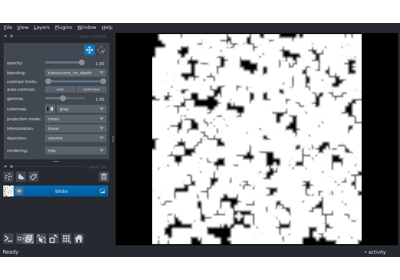 File View Layers Plugins Window Help
opacity: 1.00
blending: translucent_no_depth
contrast limits:
auto-contrast: once continuous
gamma: 1.00
colormap: gray
projection mode: mean
interpolation: linear
depiction: volume
rendering: mip
blobs
Ready activity